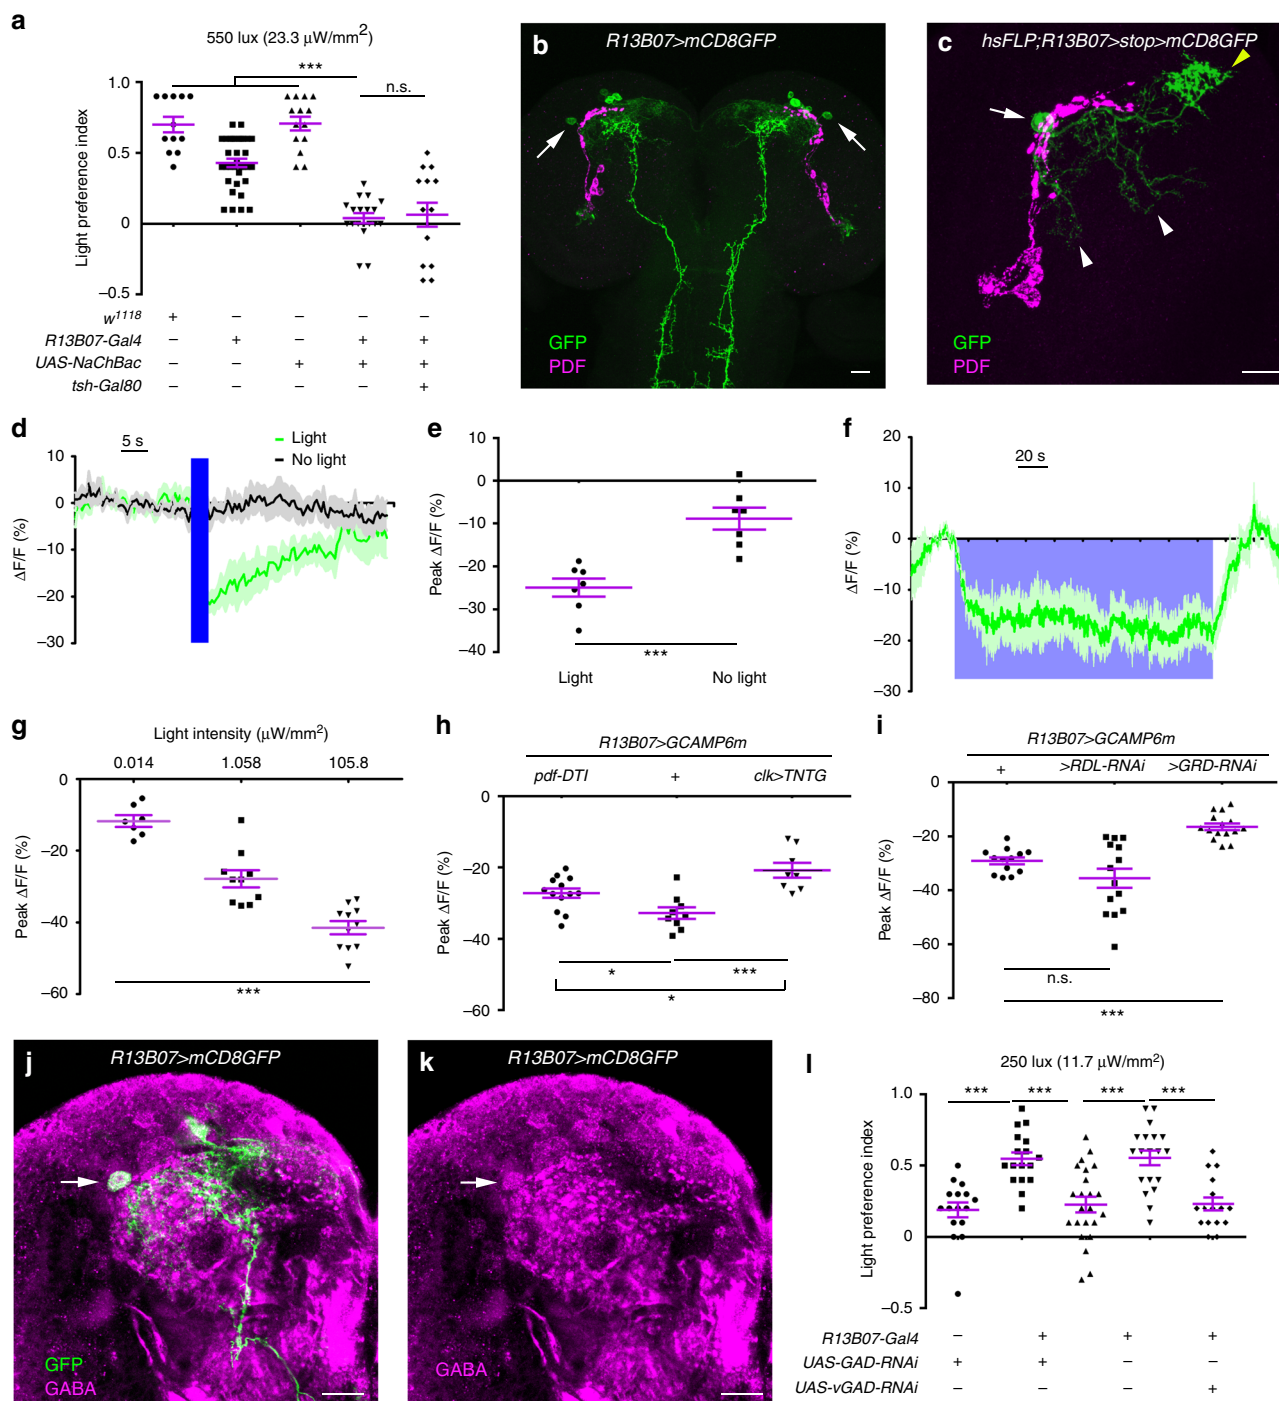 a
550 lux (23.3 μW/mm2)
***
n.s.
1.0
0.5
0
–0.5
Light preference index
w1118 + – – – –
R13B07-Gal4 – + – + +
UAS-NaChBac – – + + +
tsh-Gal80 – – – – +
b
R13B07>mCD8GFP
GFP
PDF
c
hsFLP;R13B07>stop>mCD8GFP
GFP
PDF
d
5 s
Light
No light
10
0
–10
–20
–30
ΔF/F (%)
e
10
0
–10
–20
–30
–40
Peak ΔF/F (%)
***
Light No light
f
20 s
20
10
0
–10
–20
–30
ΔF/F (%)
g
Light intensity (μW/mm2)
0.014 1.058 105.8
0
–20
–40
–60
Peak ΔF/F (%)
***
h
R13B07>GCAMP6m
pdf-DTI + clk>TNTG
0
–20
–40
–60
Peak ΔF/F (%)
* ***
*
i
R13B07>GCAMP6m
+ >RDL-RNAi >GRD-RNAi
0
–20
–40
–60
–80
Peak ΔF/F (%)
n.s.
***
j
R13B07>mCD8GFP
GFP
GABA
k
R13B07>mCD8GFP
GABA
l
250 lux (11.7 μW/mm2)
*** *** *** ***
1.0
0.5
0
–0.5
Light preference index
R13B07-Gal4 – + + +
UAS-GAD-RNAi + + – –
UAS-vGAD-RNAi – – – +